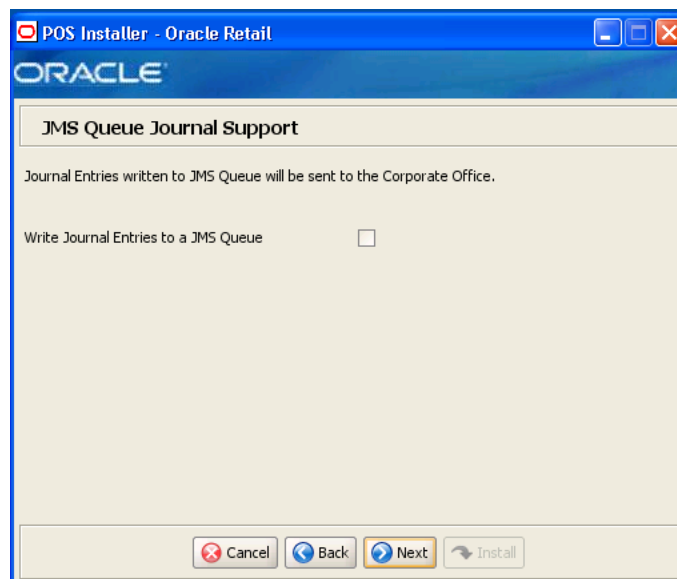 POS Installer - Oracle Retail
ORACLE
JMS Queue Journal Support
Journal Entries written to JMS Queue will be sent to the Corporate Office.
Write Journal Entries to a JMS Queue
Cancel Back Next Install